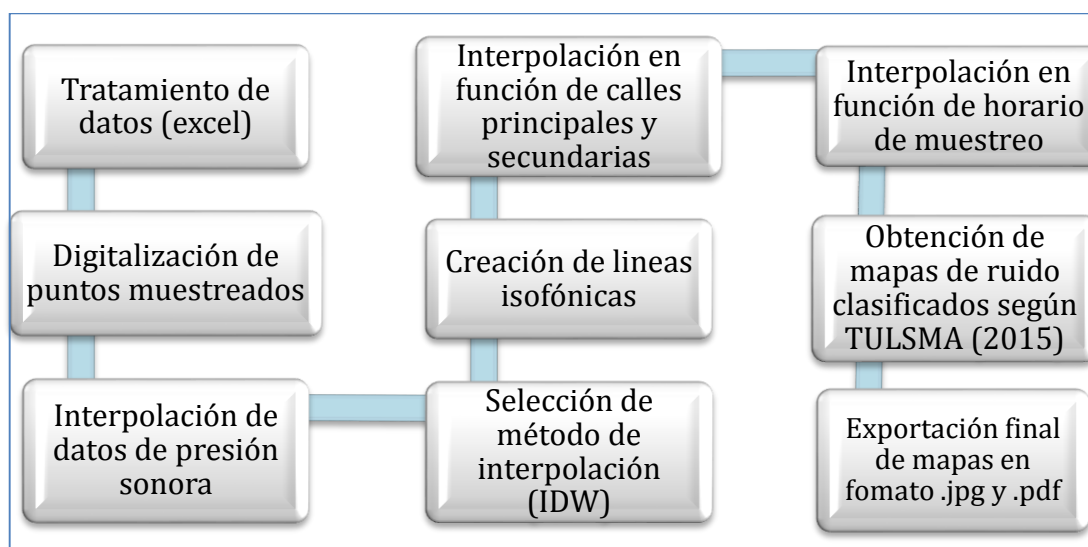 Tratamiento de
datos (excel)
Digitalización de
puntos muestreados
Interpolación de
datos de presión
sonora
Selección de
método de
interpolación
(IDW)
Creación de lineas
isofónicas
Interpolación en
función de calles
principales y
secundarias
Interpolación en
función de horario
de muestreo
Obtención de
mapas de ruido
clasificados según
TULSMA (2015)
Exportación final
de mapas en
fomato .jpg y .pdf